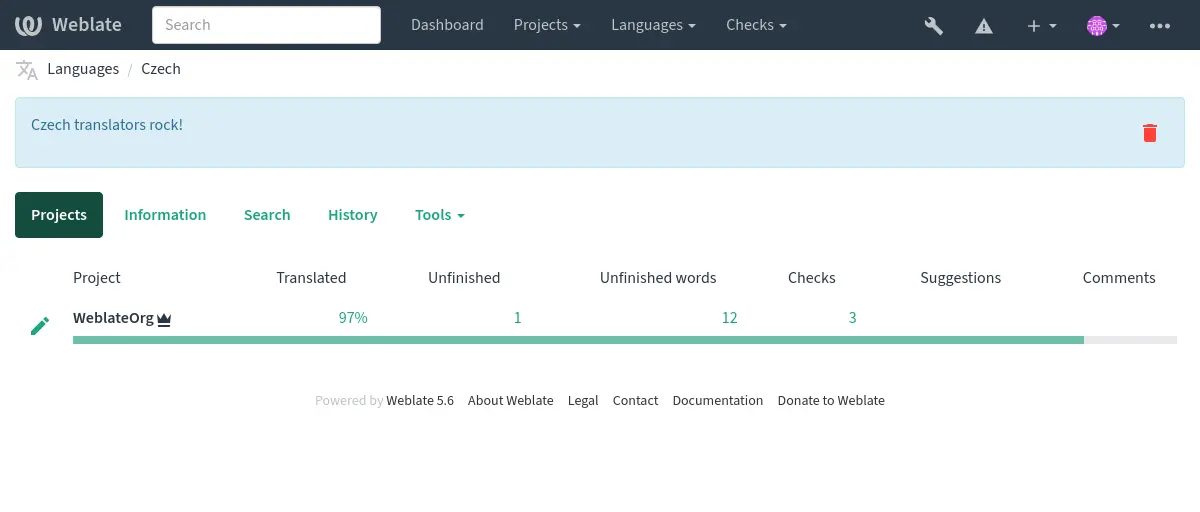 Weblate Search Dashboard Projects Languages Checks
Languages / Czech
Czech translators rock!
Projects Information Search History Tools
Project Translated Unfinished Unfinished words Checks Suggestions Comments
WeblateOrg 97% 1 12 3
Powered by Weblate 5.6 About Weblate Legal Contact Documentation Donate to Weblate